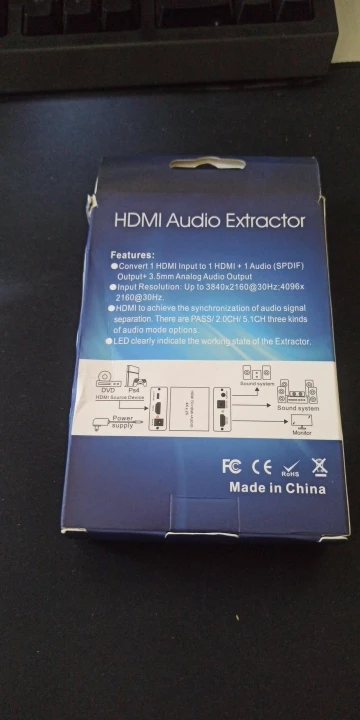 HDMI Audio Extractor
Features:
●Convert 1 HDMI Input to 1 HDMI + 1 Audio (SPDIF)
Output+ 3.5mm Analog Audio Output
●Input Resolution: Up to 3840x2160@30Hz;4096x
2160@30Hz.
●HDMI to achieve the synchronization of audio signal
separation. There are PASS/ 2.0CH/ 5.1CH three kinds
of audio mode options.
●LED clearly indicate the working state of the Extractor.
DVD Ps4
HDMI Source Device
Power
supply
Sound system
Sound system
Monitor
FC CE RoHS
Made in China